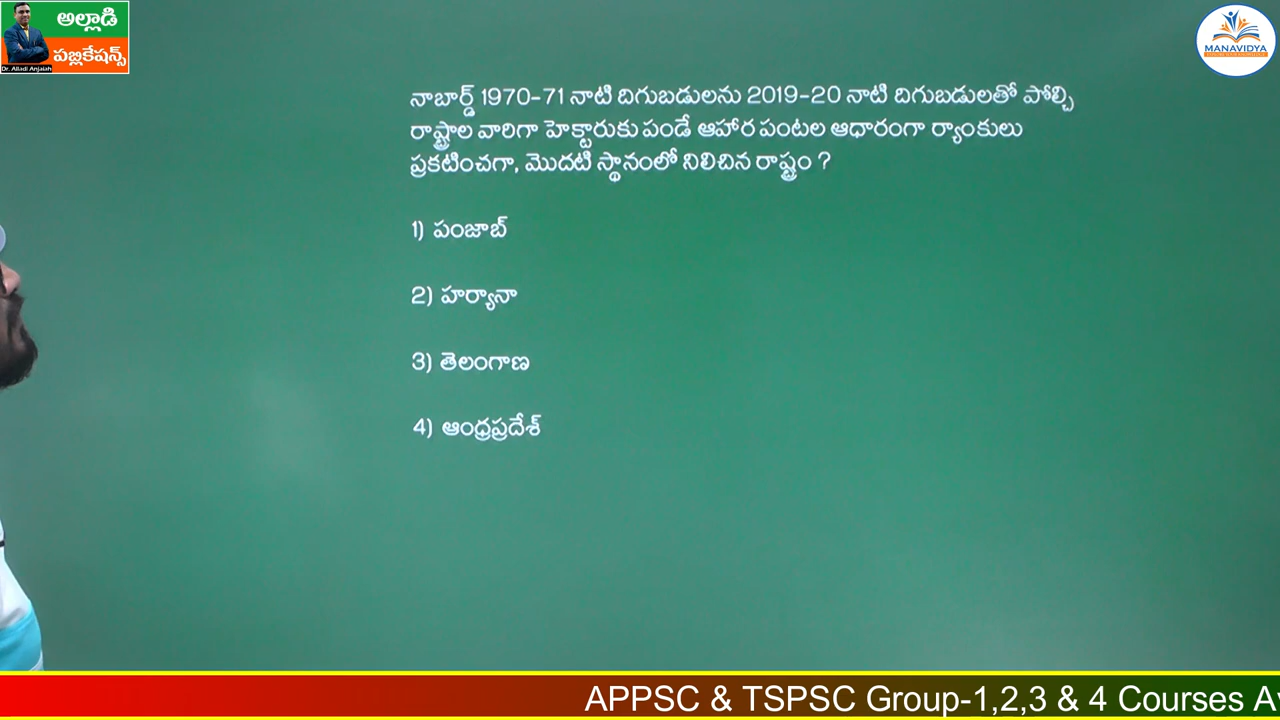 అల్లాడి
పబ్లికేషన్స్
Dr. Alladi Anjaiah
MANAVIDYA
నాబార్డ్ 1970-71 నాటి దిగుబడులను 2019-20 నాటి దిగుబడులతో పోల్చి
రాష్ట్రాల వారిగా హెక్టారుకు పండే ఆహార పంటల ఆధారంగా ర్యాంకులు
ప్రకటించగా, మొదటి స్థానంలో నిలిచిన రాష్ట్రం ?
1) పంజాబ్
2) హర్యానా
3) తెలంగాణ
4) ఆంధ్రప్రదేశ్
APPSC & TSPSC Group-1,2,3 & 4 Courses Av